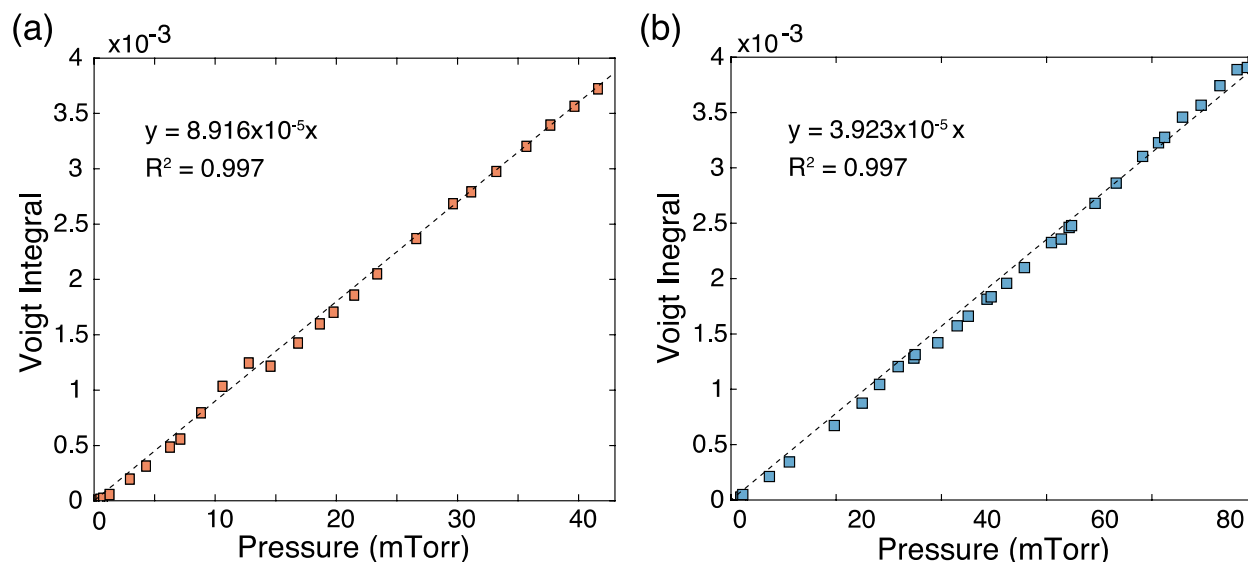 (a)
x10-3
4
3.5
3
2.5
2
1.5
1
0.5
0
y = 8.916x10-5x
R2 = 0.997
Voigt Integral
0 10 20 30 40
Pressure (mTorr)
(b)
x10-3
4
3.5
3
2.5
2
1.5
1
0.5
0
y = 3.923x10-5 x
R2 = 0.997
Voigt Inegral
0 20 40 60 80
Pressure (mTorr)